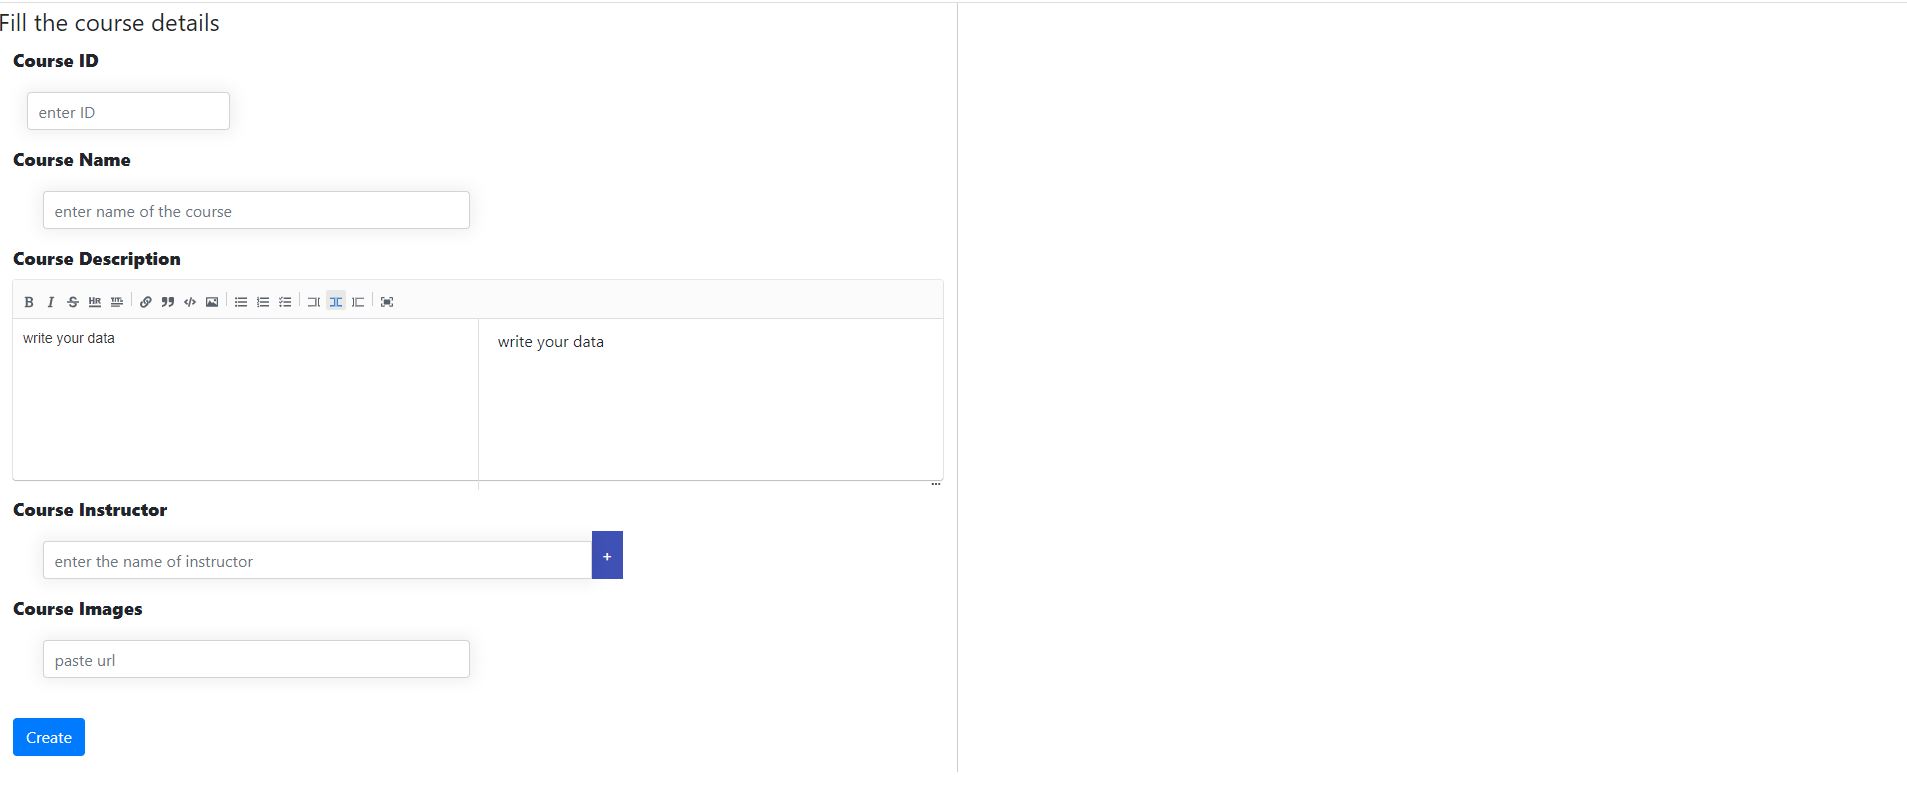 Fill the course details
Course ID
enter ID
Course Name
enter name of the course
Course Description
B I S HR
write your data
write your data
Course Instructor
enter the name of instructor
+
Course Images
paste url
Create